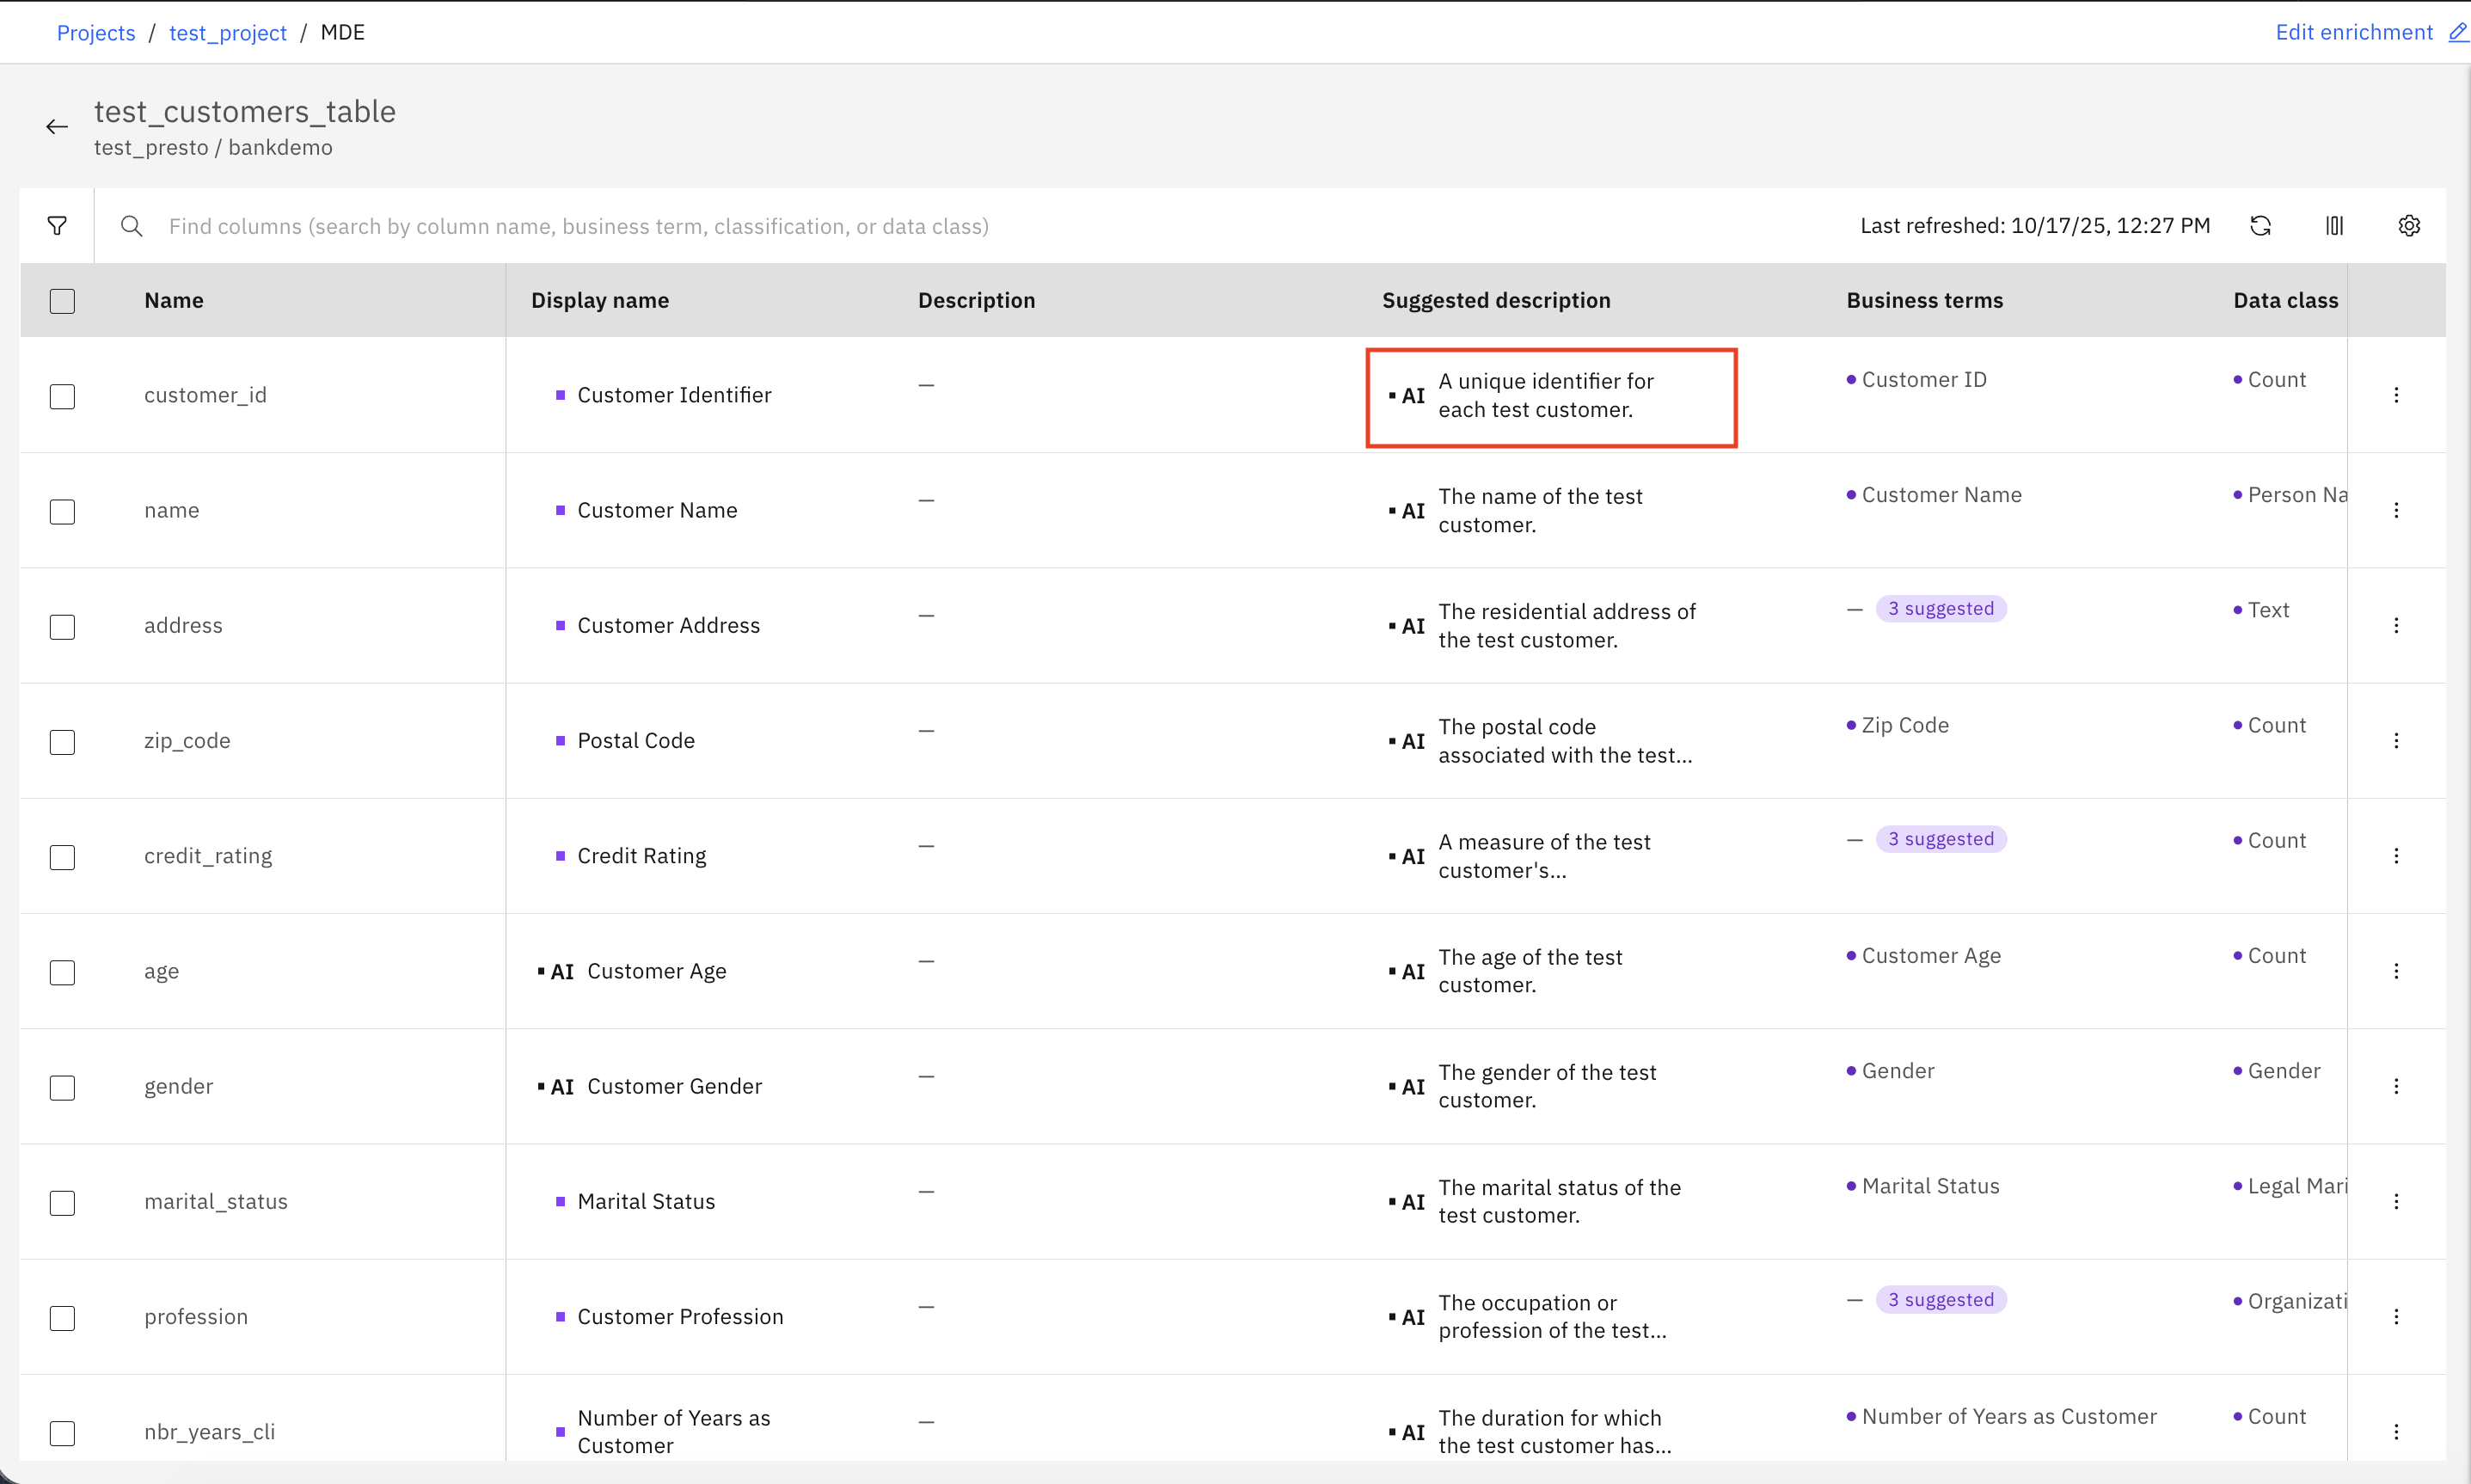 Projects / test_project / MDE
Edit enrichment
test_customers_table
test_presto / bankdemo
Find columns (search by column name, business term, classification, or data class)
Last refreshed: 10/17/25, 12:27 PM
Name
Display name
Description
Suggested description
Business terms
Data class
customer_id
Customer Identifier
—
AI
A unique identifier for
each test customer.
Customer ID
Count
name
Customer Name
—
AI
The name of the test
customer.
Customer Name
Person Na
address
Customer Address
—
AI
The residential address of
the test customer.
— 3 suggested
Text
zip_code
Postal Code
—
AI
The postal code
associated with the test...
Zip Code
Count
credit_rating
Credit Rating
—
AI
A measure of the test
customer's...
— 3 suggested
Count
age
AI Customer Age
—
AI
The age of the test
customer.
Customer Age
Count
gender
AI Customer Gender
—
AI
The gender of the test
customer.
Gender
Gender
marital_status
Marital Status
—
AI
The marital status of the
test customer.
Marital Status
Legal Mari
profession
Customer Profession
—
AI
The occupation or
profession of the test...
— 3 suggested
Organizati
nbr_years_cli
Number of Years as
Customer
—
AI
The duration for which
the test customer has...
Number of Years as Customer
Count